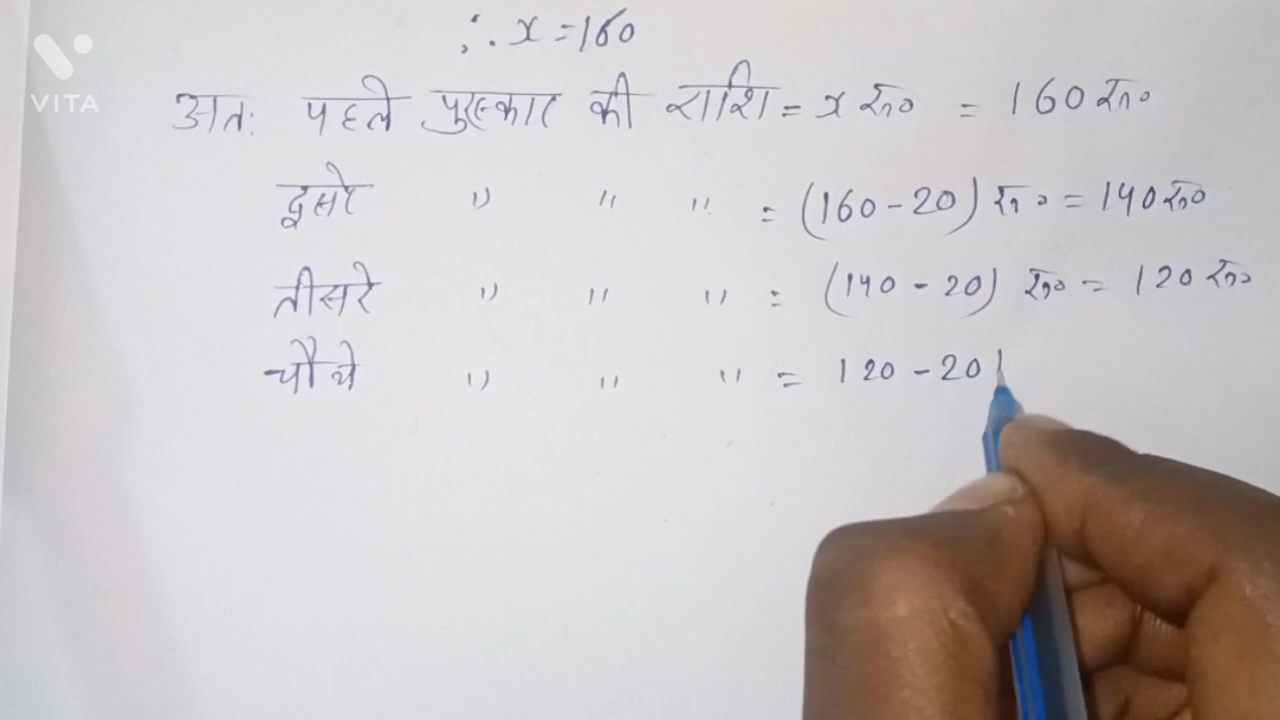 VITA
∴ x = 160
अतः पहले पुरस्कार की राशि = x रू० = 160 रू०
दूसरे " " " = (160 - 20) रू० = 140 रू०
तीसरे " " " = (140 - 20) रू० = 120 रू०
चौथे " " " = 120 - 20)